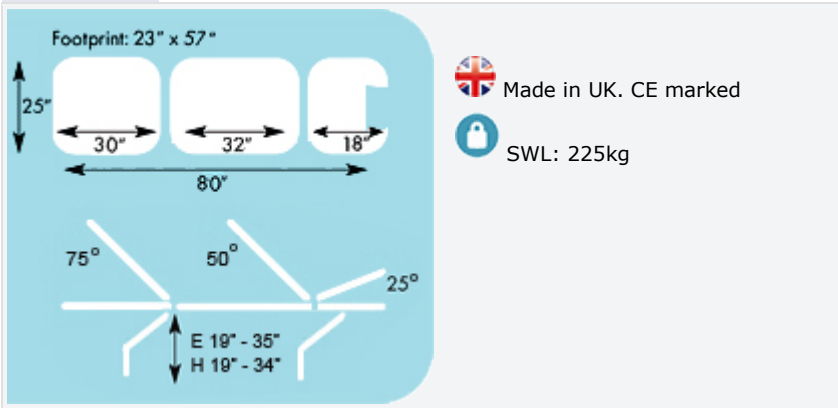 Footprint: 23" x 57"
25"
30"
32"
18"
80"
75°
50°
25°
E 19" - 35"
H 19" - 34"
Made in UK. CE marked
SWL: 225kg